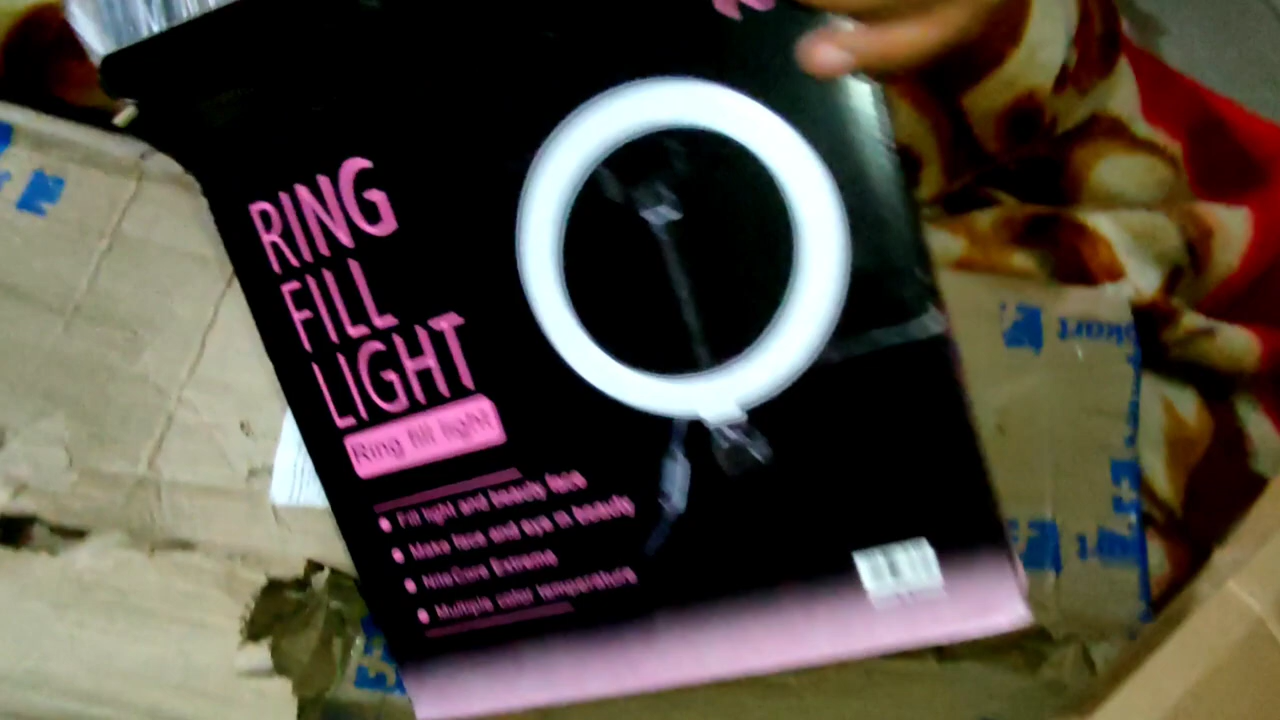 RING
FILL
LIGHT
Ring fill light
Fill light and beauty face
Make face and eye in beauty
Extreme
Multiple color temperature